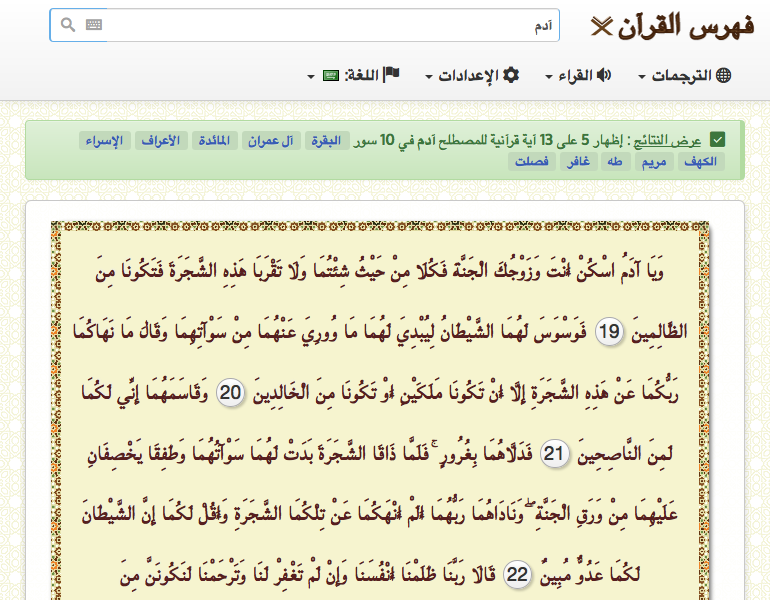 فهرس القرآن
آدم
الترجمات
القراء
الإعدادات
اللغة:
عرض النتائج : إظهار 5 على 13 آية قرآنية للمصطلح آدم في 10 سور البقرة آل عمران المائدة الأعراف الإسراء
الكهف مريم طه غافر فصلت
وَيَا آدَمُ اسْكُنْ أَنْتَ وَزَوْجُكَ الْجَنَّةَ فَكُلَا مِنْ حَيْثُ شِئْتُمَا وَلَا تَقْرَبَا هَذِهِ الشَّجَرَةَ فَتَكُونَا مِنَ
الظَّالِمِينَ 19 فَوَسْوَسَ لَهُمَا الشَّيْطَانُ لِيُبْدِيَ لَهُمَا مَا وُورِيَ عَنْهُمَا مِنْ سَوْآتِهِمَا وَقَالَ مَا نَهَاكُمَا
رَبُّكُمَا عَنْ هَذِهِ الشَّجَرَةِ إِلَّا أَنْ تَكُونَا مَلَكَيْنِ أَوْ تَكُونَا مِنَ الْخَالِدِينَ 20 وَقَاسَمَهُمَا إِنِّي لَكُمَا
لَمِنَ النَّاصِحِينَ 21 فَدَلَّاهُمَا بِغُرُورٍ ۚ فَلَمَّا ذَاقَا الشَّجَرَةَ بَدَتْ لَهُمَا سَوْآتُهُمَا وَطَفِقَا يَخْصِفَانِ
عَلَيْهِمَا مِنْ وَرَقِ الْجَنَّةِ ۖ وَنَادَاهُمَا رَبُّهُمَا أَلَمْ أَنْهَكُمَا عَنْ تِلْكُمَا الشَّجَرَةِ وَأَقُلْ لَكُمَا إِنَّ الشَّيْطَانَ
لَكُمَا عَدُوٌّ مُبِينٌ 22 قَالَا رَبَّنَا ظَلَمْنَا أَنْفُسَنَا وَإِنْ لَمْ تَغْفِرْ لَنَا وَتَرْحَمْنَا لَنَكُونَنَّ مِنَ